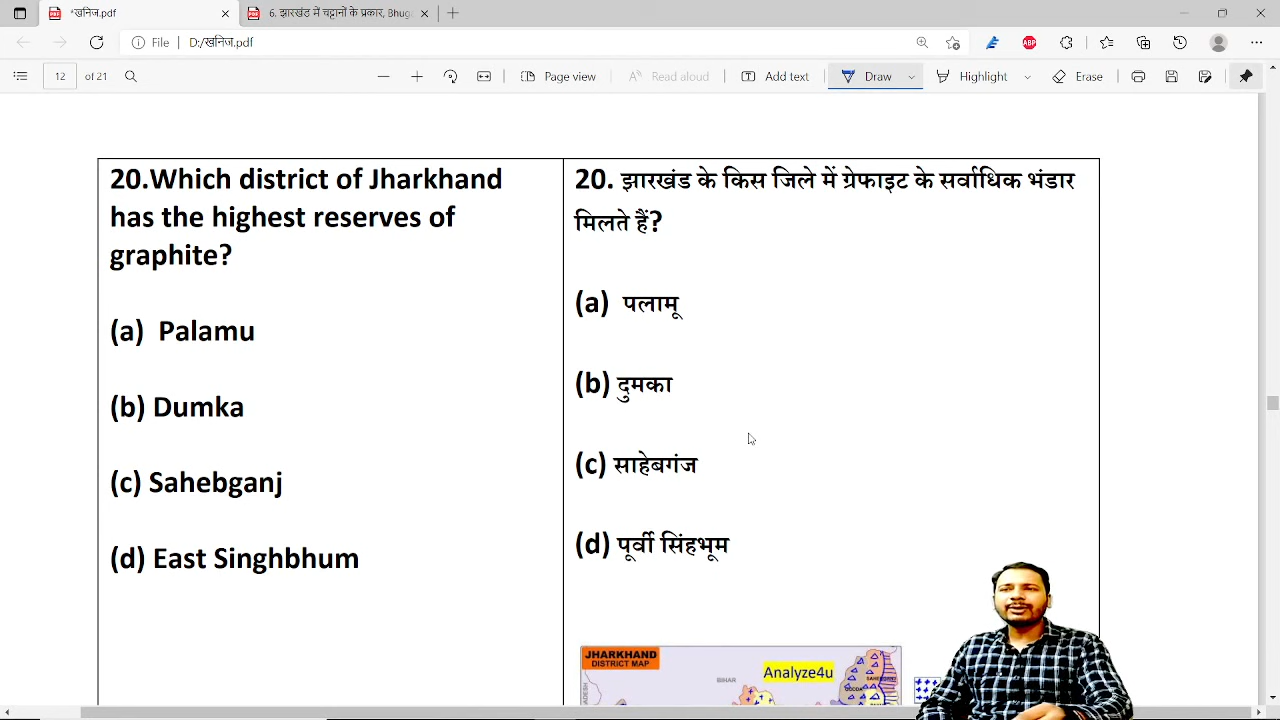 *खनिज.pdf
6. झारखंड में चट्टानों के प्रकार, Bhug
File
D:/खनिज.pdf
ABP
12 of 21
Page view
Read aloud
Add text
Draw
Highlight
Erase
20.Which district of Jharkhand
has the highest reserves of
graphite?
(a) Palamu
(b) Dumka
(c) Sahebganj
(d) East Singhbhum
20. झारखंड के किस जिले में ग्रेफाइट के सर्वाधिक भंडार
मिलते हैं?
(a) पलामू
(b) दुमका
(c) साहेबगंज
(d) पूर्वी सिंहभूम
JHARKHAND
DISTRICT MAP
BIHAR
Analyze4u